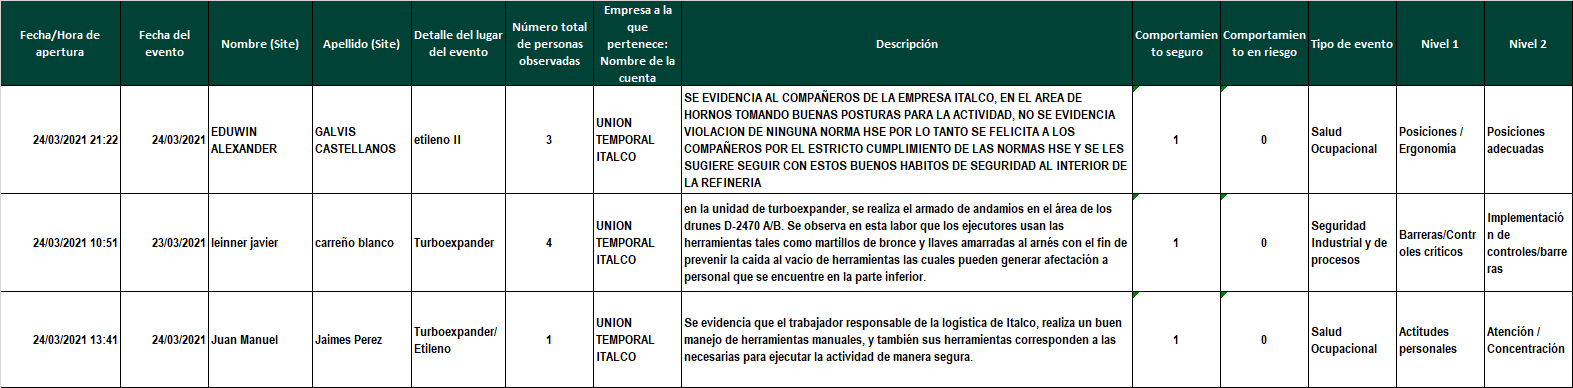 Fecha/Hora de
apertura
Fecha del
evento
Nombre (Site)
Apellido (Site)
Detalle del lugar
del evento
Número total
de personas
observadas
Empresa a la
que
pertenece:
Nombre de la
cuenta
Descripción
Comportamien
to seguro
Comportamien
to en riesgo
Tipo de evento
Nivel 1
Nivel 2
24/03/2021 21:22
24/03/2021
EDUWIN
ALEXANDER
GALVIS
CASTELLANOS
etileno II
3
UNION
TEMPORAL
ITALCO
SE EVIDENCIA AL COMPAÑEROS DE LA EMPRESA ITALCO, EN EL AREA DE
HORNOS TOMANDO BUENAS POSTURAS PARA LA ACTIVIDAD, NO SE EVIDENCIA
VIOLACION DE NINGUNA NORMA HSE POR LO TANTO SE FELICITA A LOS
COMPAÑEROS POR EL ESTRICTO CUMPLIMIENTO DE LAS NORMAS HSE Y SE LES
SUGIERE SEGUIR CON ESTOS BUENOS HABITOS DE SEGURIDAD AL INTERIOR DE
LA REFINERIA
1
0
Salud
Ocupacional
Posiciones /
Ergonomía
Posiciones
adecuadas
24/03/2021 10:51
23/03/2021
leinner javier
carreño blanco
Turboexpander
4
UNION
TEMPORAL
ITALCO
en la unidad de turboexpander, se realiza el armado de andamios en el área de los
drunes D-2470 A/B. Se observa en esta labor que los ejecutores usan las
herramientas tales como martillos de bronce y llaves amarradas al arnés con el fin de
prevenir la caída al vacío de herramientas las cuales pueden generar afectación a
personal que se encuentre en la parte inferior.
1
0
Seguridad
Industrial y de
procesos
Barreras/Contr
oles críticos
Implementació
n de
controles/barre
ras
24/03/2021 13:41
24/03/2021
Juan Manuel
Jaimes Perez
Turboexpander/
Etileno
1
UNION
TEMPORAL
ITALCO
Se evidencia que el trabajador responsable de la logística de Italco, realiza un buen
manejo de herramientas manuales, y también sus herramientas corresponden a las
necesarias para ejecutar la actividad de manera segura.
1
0
Salud
Ocupacional
Actitudes
personales
Atención /
Concentración